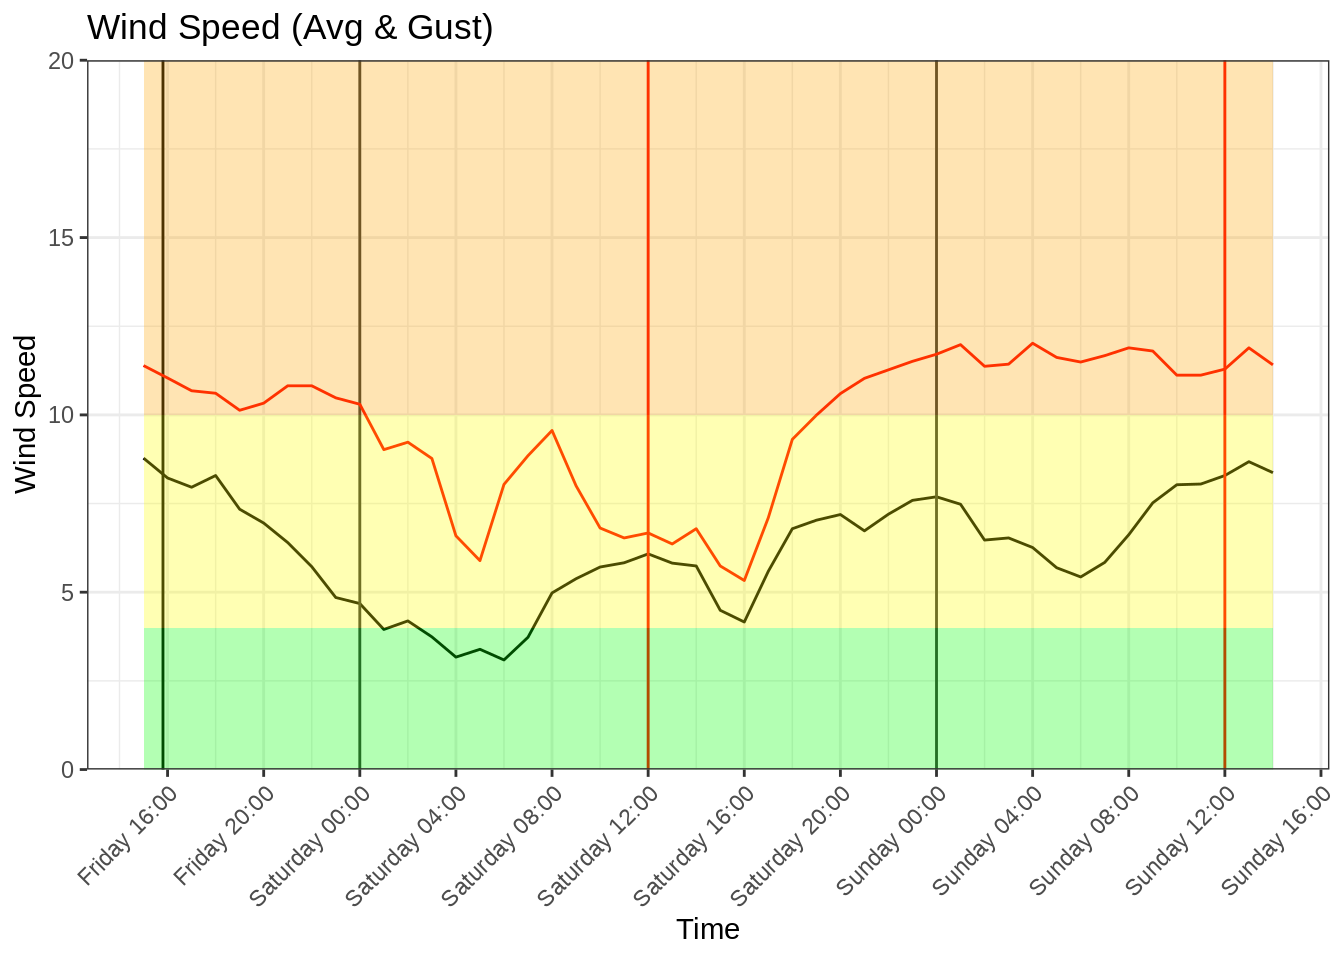 Wind Speed (Avg & Gust)
20
15
10
5
0
Wind Speed
Friday 16:00
Friday 20:00
Saturday 00:00
Saturday 04:00
Saturday 08:00
Saturday 12:00
Saturday 16:00
Saturday 20:00
Sunday 00:00
Sunday 04:00
Sunday 08:00
Sunday 12:00
Sunday 16:00
Time